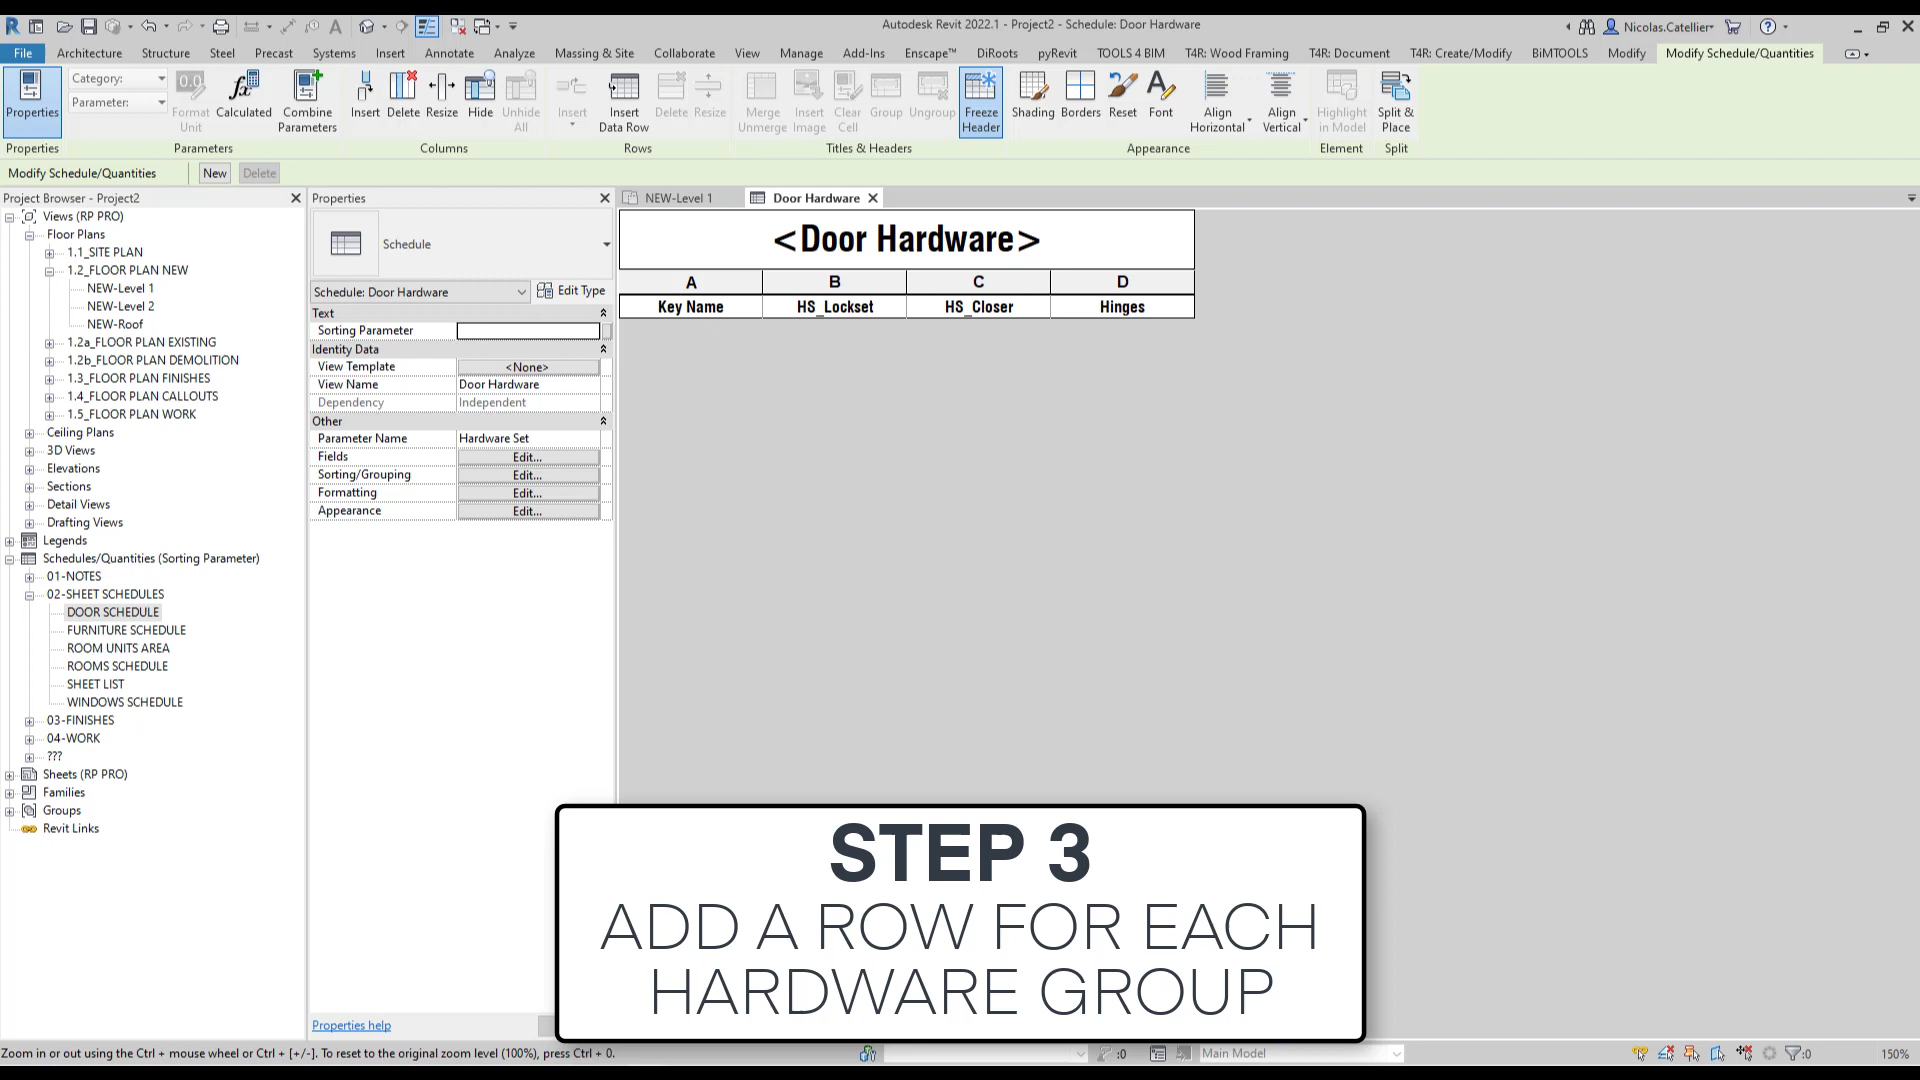 Autodesk Revit 2022.1 - Project2 - Schedule: Door Hardware
Nicolas.Catellier
File Architecture Structure Steel Precast Systems Insert Annotate Analyze Massing & Site Collaborate View Manage Add-Ins Enscape™ DiRoots pyRevit TOOLS 4 BIM T4R: Wood Framing T4R: Document T4R: Create/Modify BiMTOOLS Modify Modify Schedule/Quantities
Category:
Parameter:
Properties
Format Unit
Calculated
Combine Parameters
Insert
Delete
Resize
Hide
Unhide All
Insert
Insert Data Row
Delete
Resize
Merge Unmerge
Insert Image
Clear Cell
Group
Ungroup
Freeze Header
Shading
Borders
Reset
Font
Align Horizontal
Align Vertical
Highlight in Model
Split & Place
Properties Parameters Columns Rows Titles & Headers Appearance Element Split
Modify Schedule/Quantities New Delete
Project Browser - Project2
Views (RP PRO)
Floor Plans
1.1_SITE PLAN
1.2_FLOOR PLAN NEW
NEW-Level 1
NEW-Level 2
NEW-Roof
1.2a_FLOOR PLAN EXISTING
1.2b_FLOOR PLAN DEMOLITION
1.3_FLOOR PLAN FINISHES
1.4_FLOOR PLAN CALLOUTS
1.5_FLOOR PLAN WORK
Ceiling Plans
3D Views
Elevations
Sections
Detail Views
Drafting Views
Legends
Schedules/Quantities (Sorting Parameter)
01-NOTES
02-SHEET SCHEDULES
DOOR SCHEDULE
FURNITURE SCHEDULE
ROOM UNITS AREA
ROOMS SCHEDULE
SHEET LIST
WINDOWS SCHEDULE
03-FINISHES
04-WORK
???
Sheets (RP PRO)
Families
Groups
Revit Links
Properties
Schedule
Schedule: Door Hardware Edit Type
Text
Sorting Parameter
Identity Data
View Template <None>
View Name Door Hardware
Dependency Independent
Other
Parameter Name Hardware Set
Fields Edit...
Sorting/Grouping Edit...
Formatting Edit...
Appearance Edit...
Properties help
NEW-Level 1 Door Hardware
<Door Hardware>
A B C D
Key Name HS_Lockset HS_Closer Hinges
STEP 3
ADD A ROW FOR EACH
HARDWARE GROUP
Zoom in or out using the Ctrl + mouse wheel or Ctrl + [+/-]. To reset to the original zoom level (100%), press Ctrl + 0.
:0 Main Model :0 150%